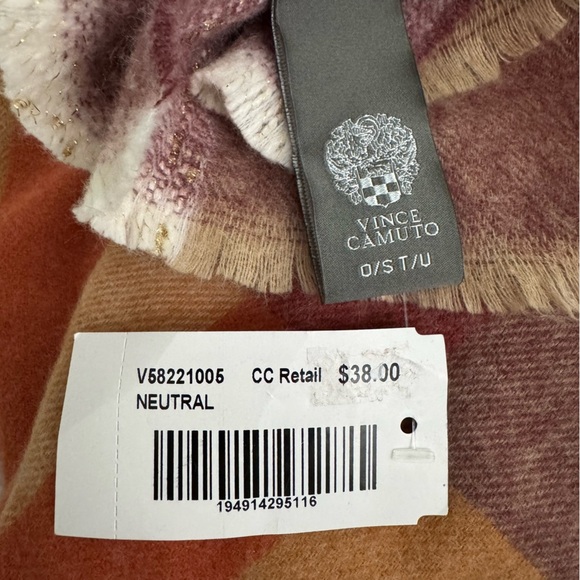 VINCE
CAMUTO
O/S T/U
V58221005 CC Retail $38.00
NEUTRAL
194914295116